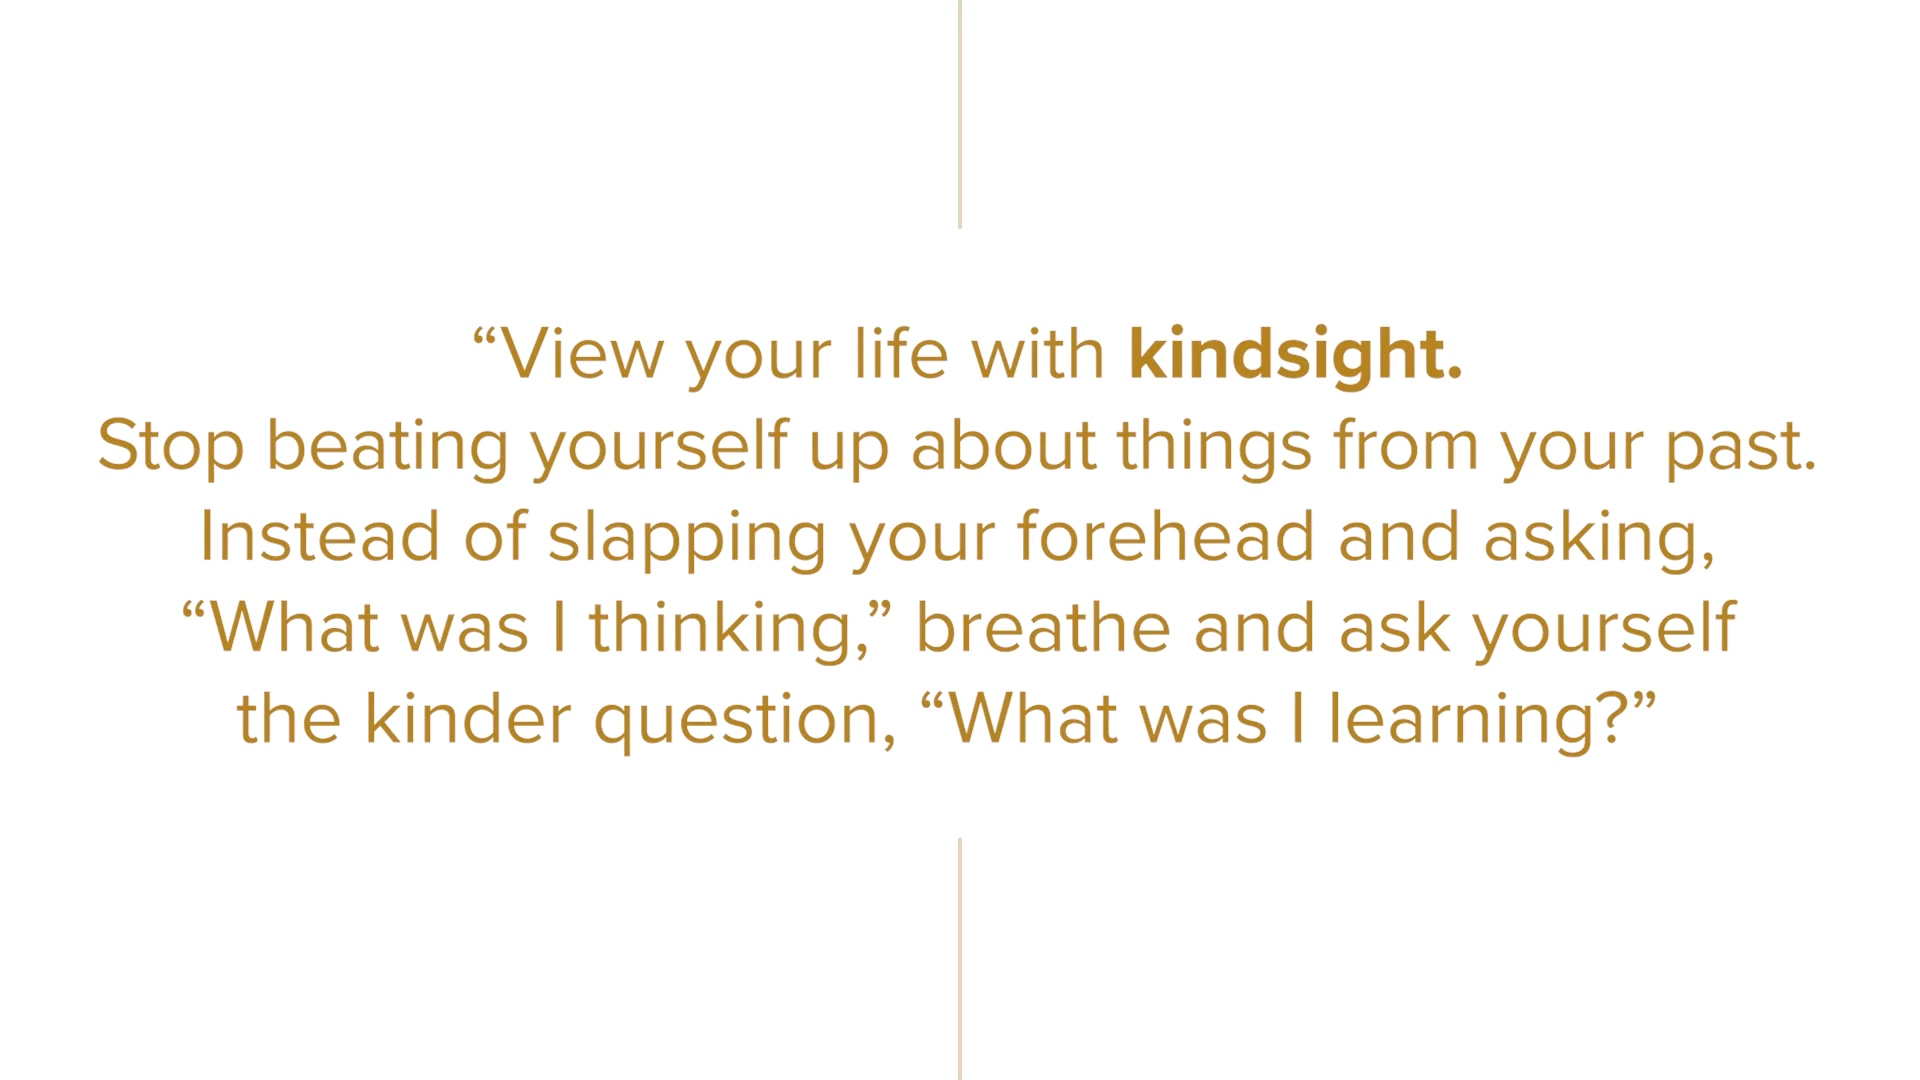 “View your life with kindsight.
Stop beating yourself up about things from your past.
Instead of slapping your forehead and asking,
“What was I thinking,” breathe and ask yourself
the kinder question, “What was I learning?”